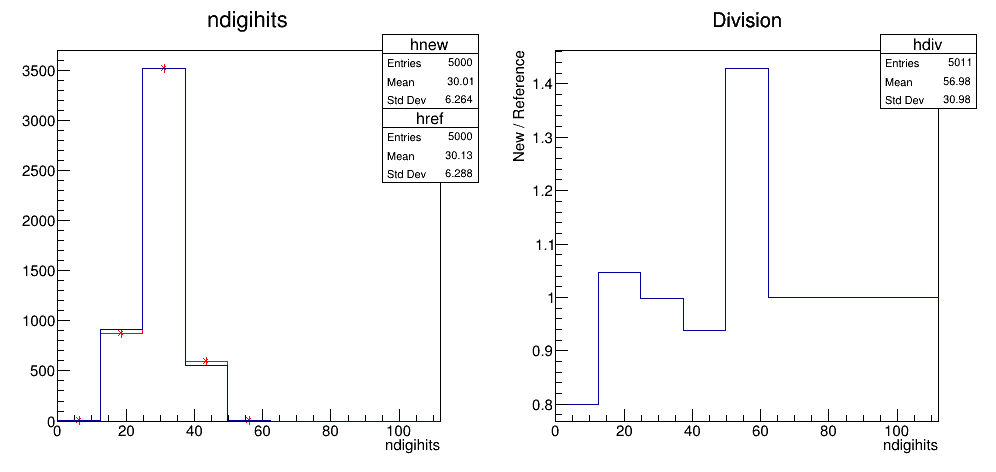 ndigihits
hnew
Entries 5000
Mean 30.01
Std Dev 6.264
href
Entries 5000
Mean 30.13
Std Dev 6.288
3500
3000
2500
2000
1500
1000
500
0
0 20 40 60 80 100
ndigihits
Division
hdiv
Entries 5011
Mean 56.98
Std Dev 30.98
New / Reference
1.4
1.3
1.2
1.1
1
0.9
0.8
0 20 40 60 80 100
ndigihits